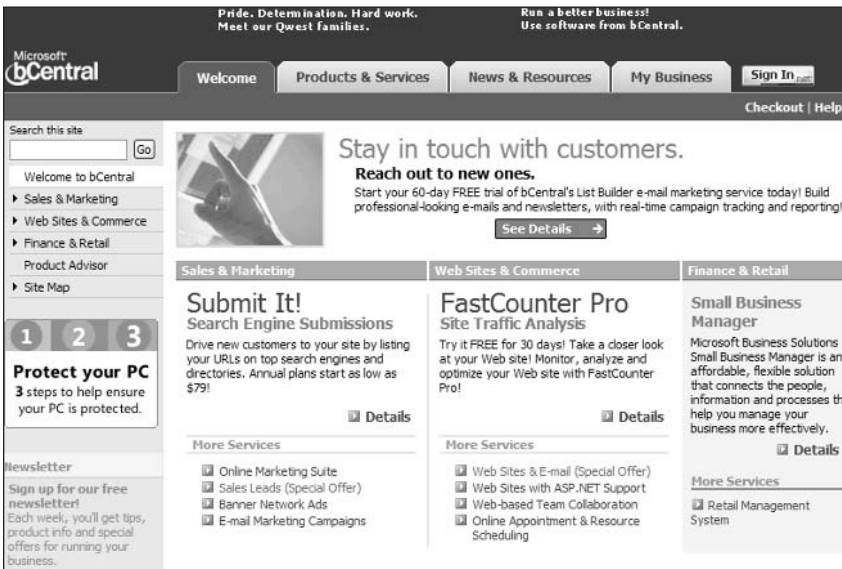 Pride. Determination. Hard work.
Meet our Qwest families.
Run a better business!
Use software from bCentral.
Microsoft
bCentral
Welcome
Products & Services
News & Resources
My Business
Sign In .net
Checkout | Help
Search this site
Go
Welcome to bCentral
Sales & Marketing
Web Sites & Commerce
Finance & Retail
Product Advisor
Site Map
1 2 3
Protect your PC
3 steps to help ensure
your PC is protected.
Newsletter
Sign up for our free
newsletter!
Each week, you'll get tips,
product info and special
offers for running your
business.
Stay in touch with customers.
Reach out to new ones.
Start your 60-day FREE trial of bCentral's List Builder e-mail marketing service today! Build
professional-looking e-mails and newsletters, with real-time campaign tracking and reporting!
See Details
Sales & Marketing
Submit It!
Search Engine Submissions
Drive new customers to your site by listing
your URLs on top search engines and
directories. Annual plans start as low as
$79!
Details
More Services
Online Marketing Suite
Sales Leads (Special Offer)
Banner Network Ads
E-mail Marketing Campaigns
Web Sites & Commerce
FastCounter Pro
Site Traffic Analysis
Try it FREE for 30 days! Take a closer look
at your Web site! Monitor, analyze and
optimize your Web site with FastCounter
Pro!
Details
More Services
Web Sites & E-mail (Special Offer)
Web Sites with ASP.NET Support
Web-based Team Collaboration
Online Appointment & Resource
Scheduling
Finance & Retail
Small Business
Manager
Microsoft Business Solutions
Small Business Manager is an
affordable, flexible solution
that connects the people,
information and processes th
help you manage your
business more effectively.
Details
More Services
Retail Management
System